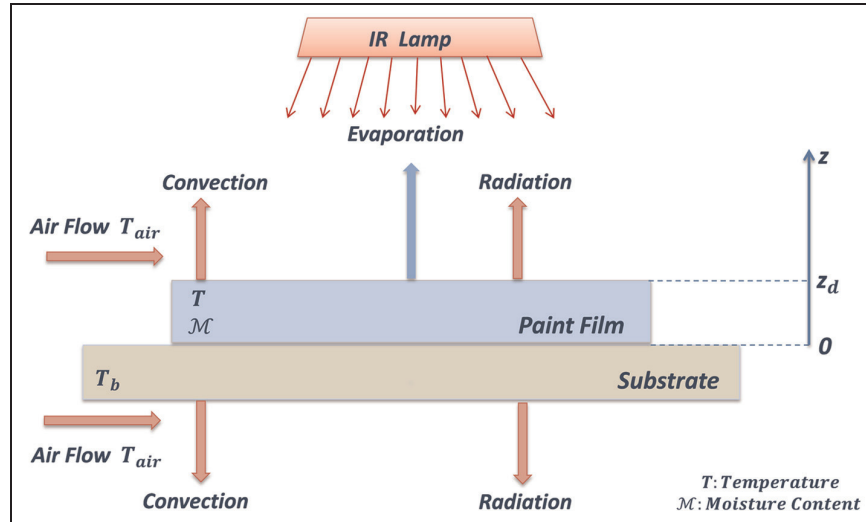 IR Lamp
Evaporation
Convection
Radiation
z
Air Flow T_air
z_d
T
ℳ
Paint Film
0
T_b
Substrate
Air Flow T_air
Convection
Radiation
T: Temperature
ℳ: Moisture Content